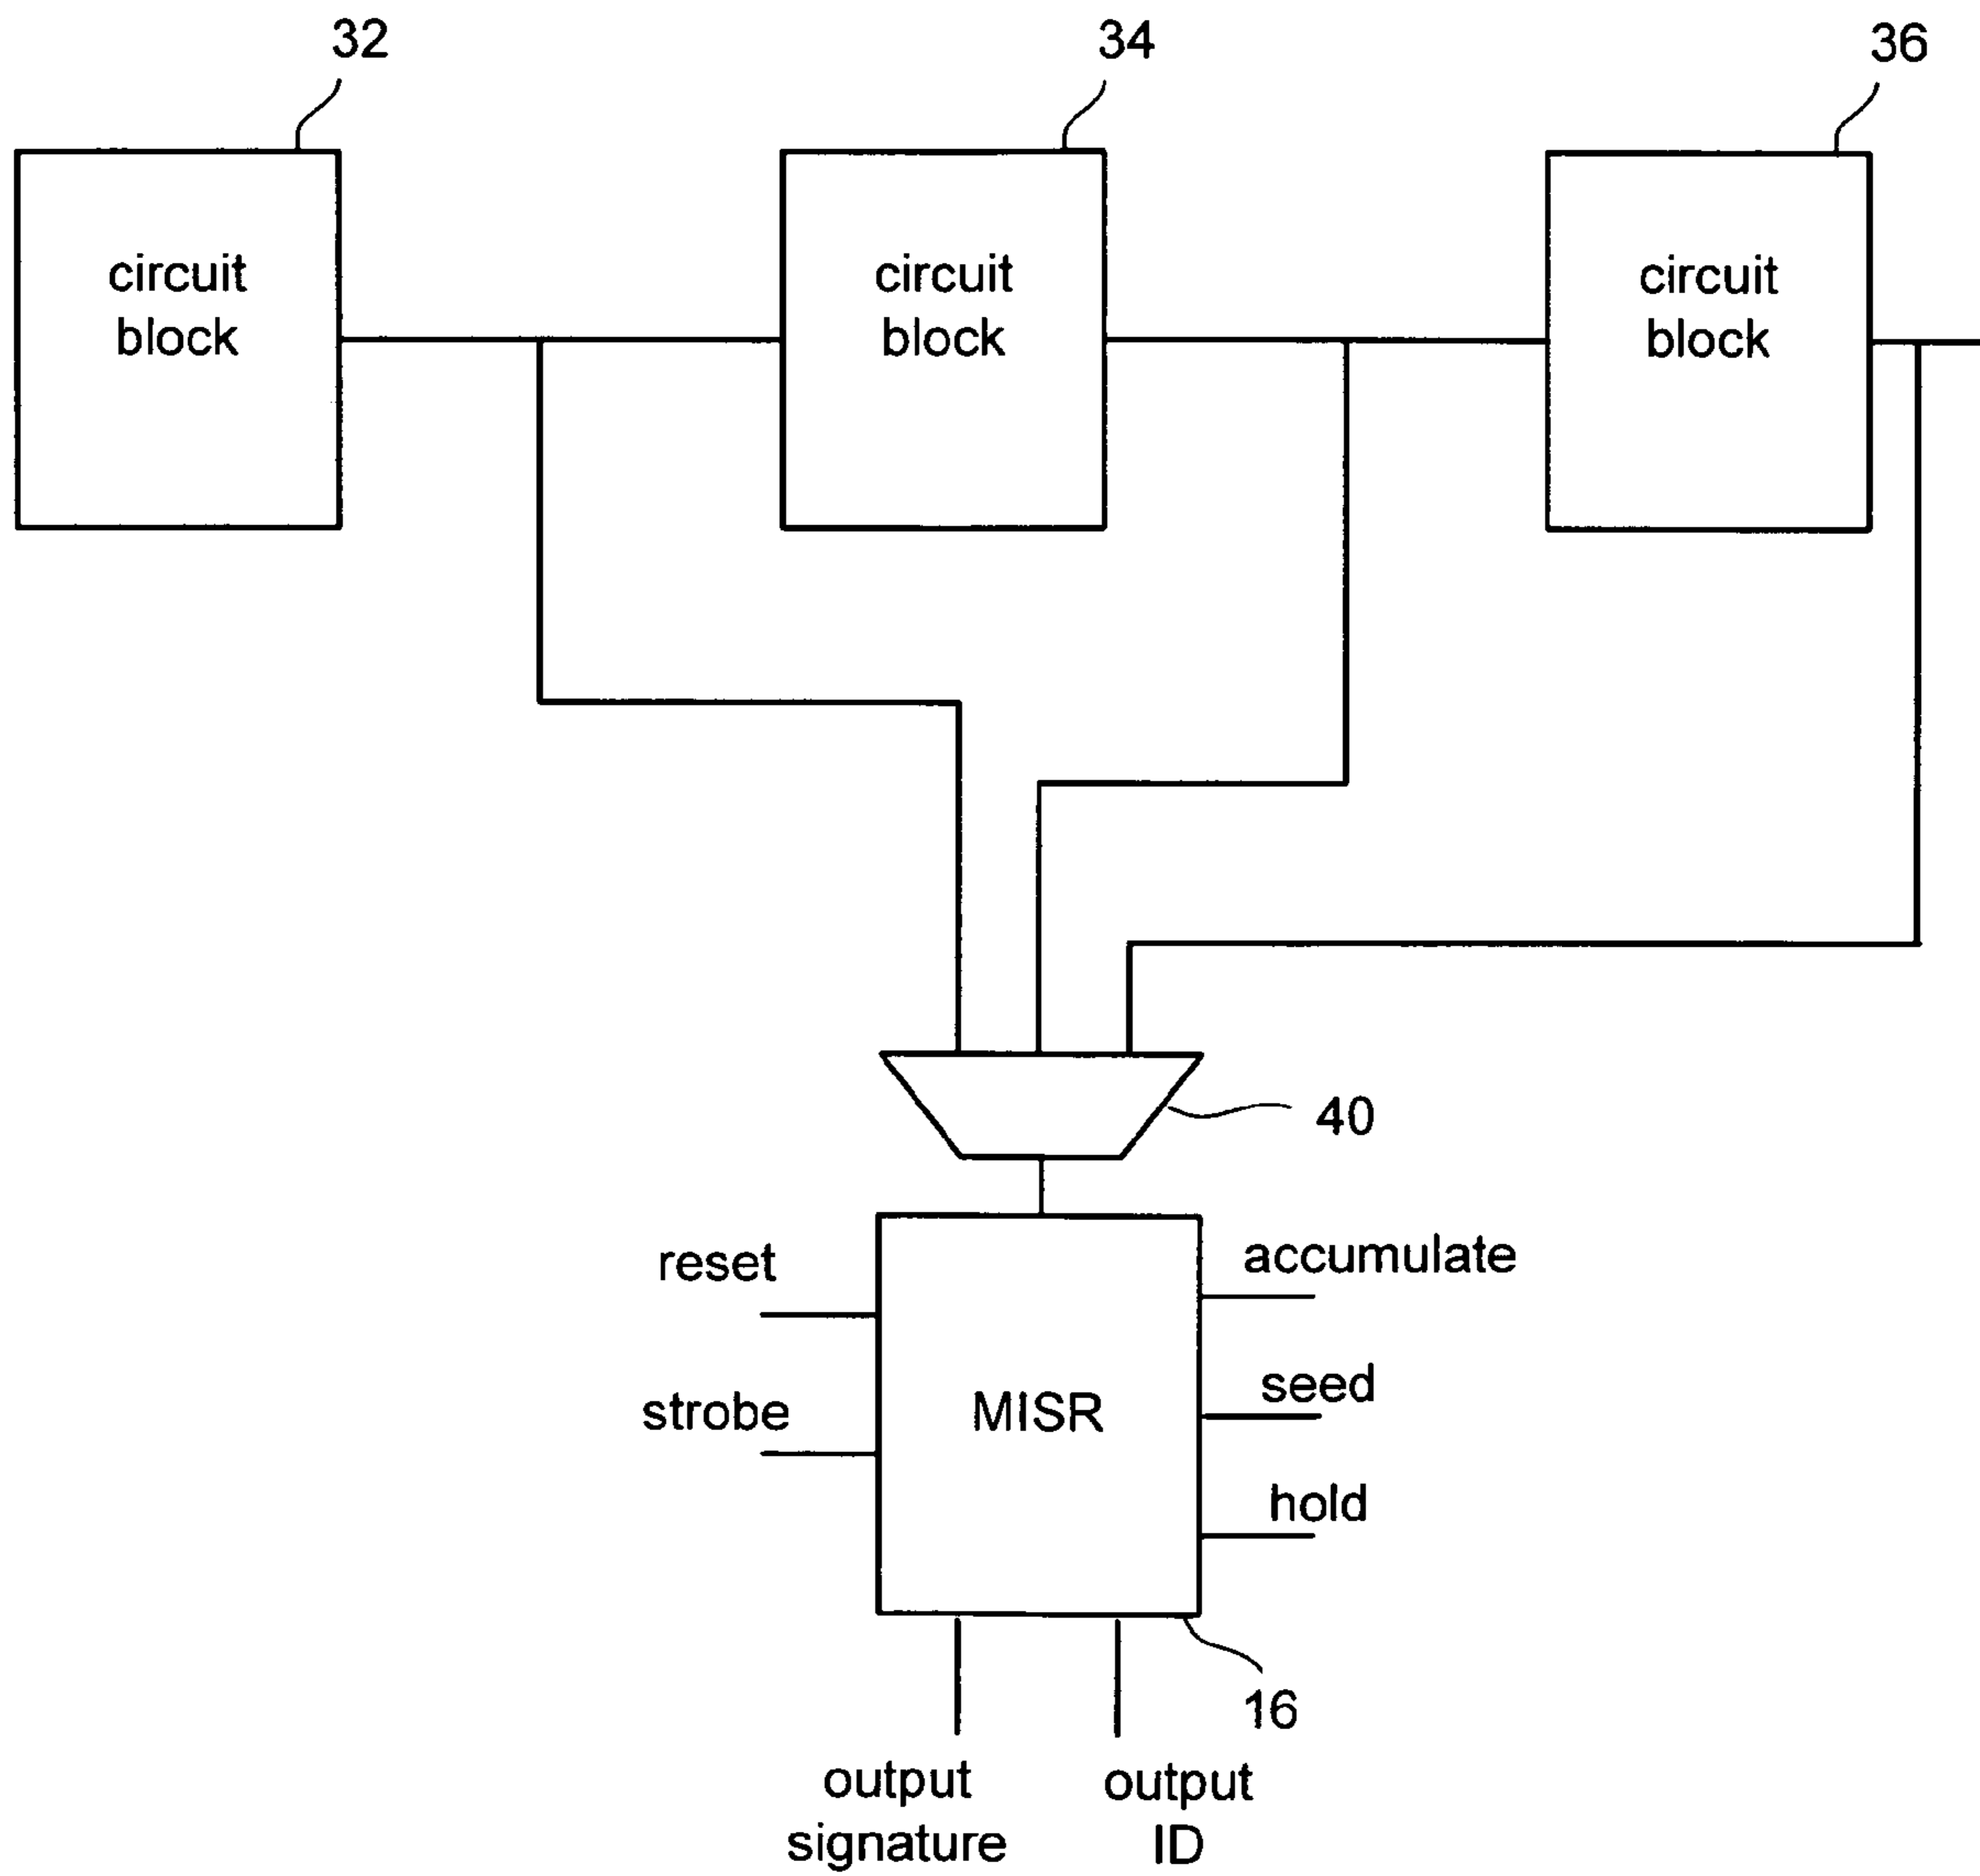 32
34
36
circuit
block
circuit
block
circuit
block
40
reset
accumulate
strobe
MISR
seed
hold
16
output
signature
output
ID